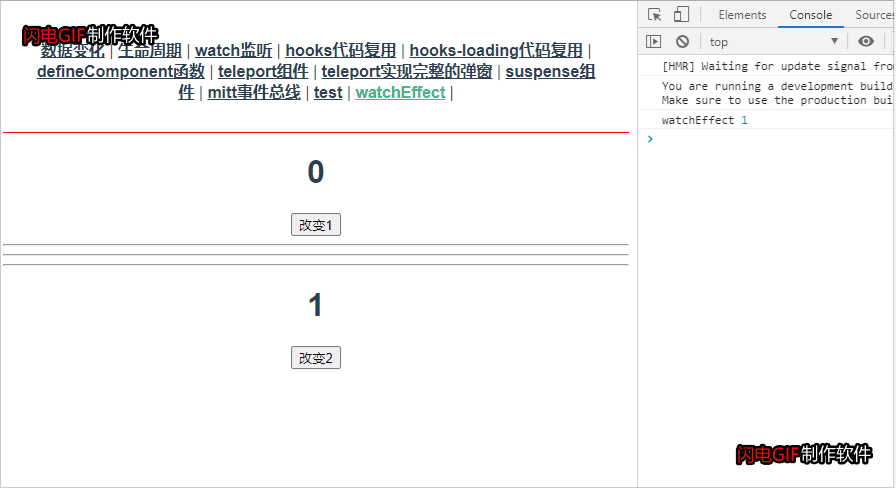 闪电GIF制作软件
数据变化 | 生命周期 | watch监听 | hooks代码复用 | hooks-loading代码复用 |
defineComponent函数 | teleport组件 | teleport实现完整的弹窗 | suspense组
件 | mitt事件总线 | test | watchEffect |
0
改变1
1
改变2
Elements Console Sources
top
[HMR] Waiting for update signal fro
You are running a development build
Make sure to use the production bui
watchEffect 1
闪电GIF制作软件